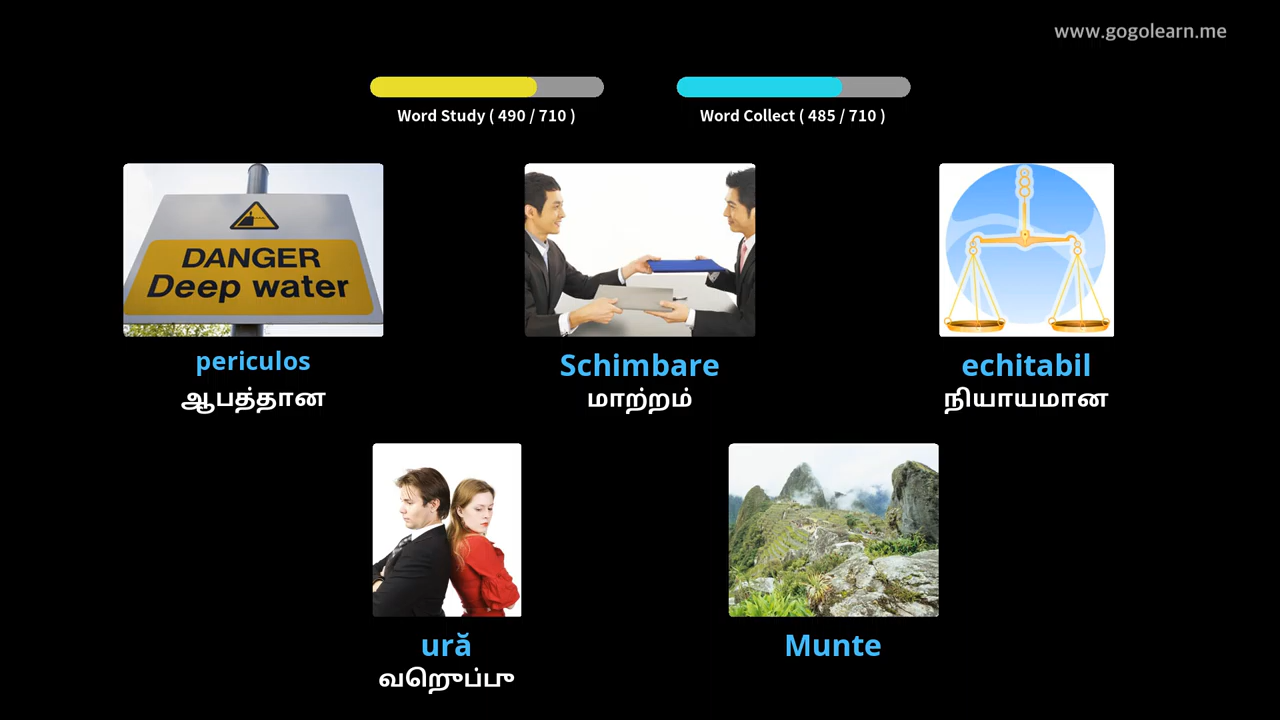 www.gogolearn.me
Word Study ( 490 / 710 )
Word Collect ( 485 / 710 )
DANGER
Deep water
periculos
ஆபத்தான
Schimbare
மாற்றம்
echitabil
நியாயமான
ură
வெறுப்பு
Munte